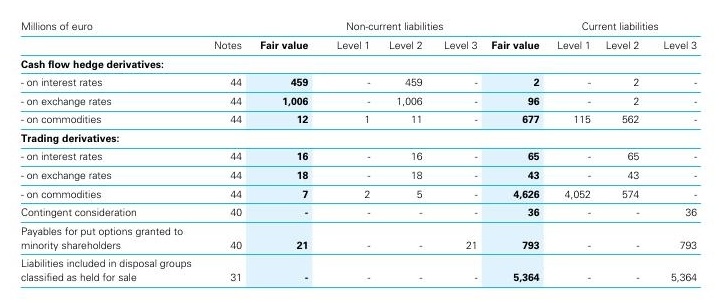 Millions of euro Non-current liabilities Current liabilities
Notes Fair value Level 1 Level 2 Level 3 Fair value Level 1 Level 2 Level 3
Cash flow hedge derivatives:
- on interest rates 44 459 - 459 - 2 - 2 -
- on exchange rates 44 1,006 - 1,006 - 96 - 2 -
- on commodities 44 12 1 11 - 677 115 562 -
Trading derivatives:
- on interest rates 44 16 - 16 - 65 - 65 -
- on exchange rates 44 18 - 18 - 43 - 43 -
- on commodities 44 7 2 5 - 4,626 4,052 574 -
Contingent consideration 40 - - - - 36 - - 36
Payables for put options granted to
minority shareholders 40 21 - - 21 793 - - 793
Liabilities included in disposal groups
classified as held for sale 31 - - - - 5,364 - - 5,364